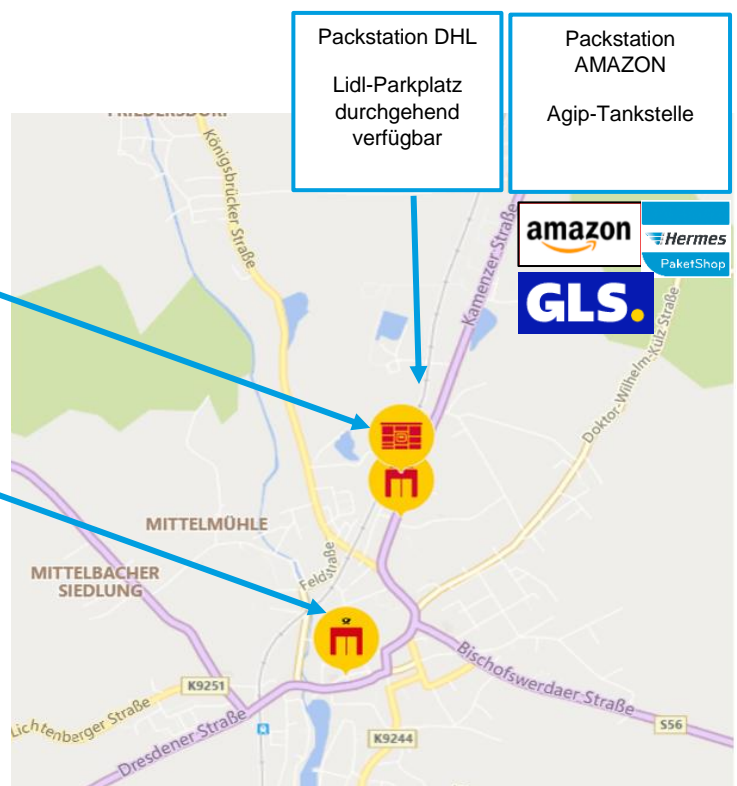 Packstation DHL
Lidl-Parkplatz
durchgehend
verfügbar
Packstation
AMAZON
Agip-Tankstelle
amazon
Hermes
PaketShop
GLS.
Königsbrücker Straße
Kamenzer Straße
Doktor-Wilhelm-Külz-Straße
MITTELMÜHLE
MITTELBACHER
SIEDLUNG
Feldstraße
Bischofswerdaer Straße
K9251
Lichtenberger Straße
Dresdener Straße
S56
K9244